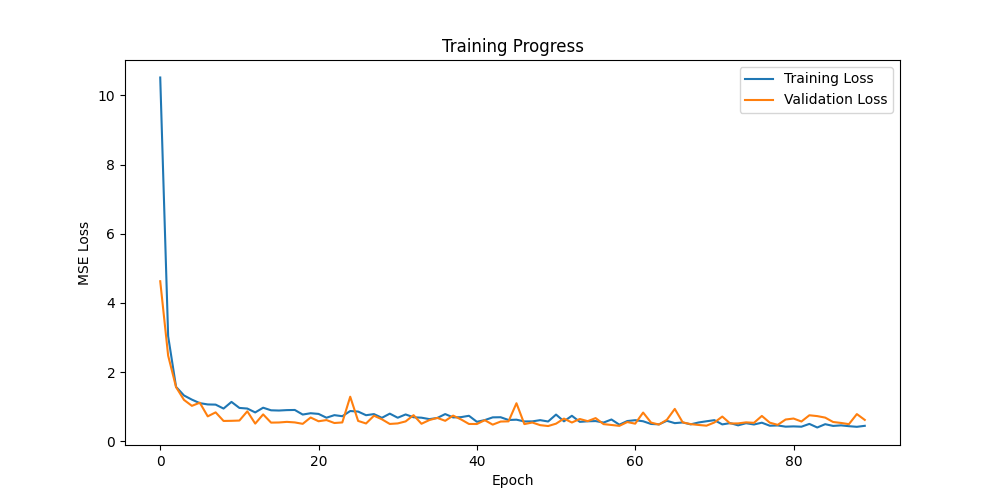 Training Progress
Training Loss
Validation Loss
MSE Loss
10
8
6
4
2
0
0 20 40 60 80
Epoch